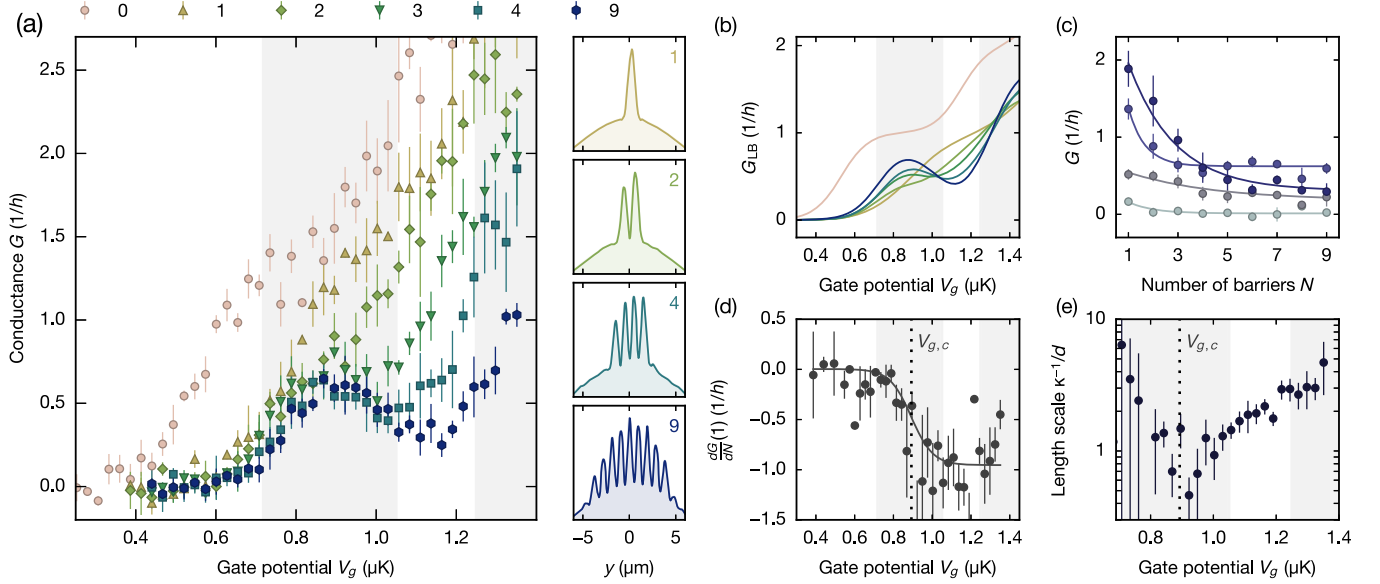 (a)
0 1 2 3 4 9
Conductance G (1/h)
2.5
2.0
1.5
1.0
0.5
0.0
0.4 0.6 0.8 1.0 1.2
Gate potential V_g (μK)
1
2
4
9
−5 0 5
y (μm)
(b)
G_LB (1/h)
2
1
0
0.4 0.6 0.8 1.0 1.2 1.4
Gate potential V_g (μK)
(c)
G (1/h)
2
1
0
1 3 5 7 9
Number of barriers N
(d)
dG/dN (1) (1/h)
0.5
0.0
−0.5
−1.0
−1.5
V_g,c
0.4 0.6 0.8 1.0 1.2 1.4
Gate potential V_g (μK)
(e)
Length scale κ⁻¹/d
10
1
V_g,c
0.8 1.0 1.2 1.4
Gate potential V_g (μK)